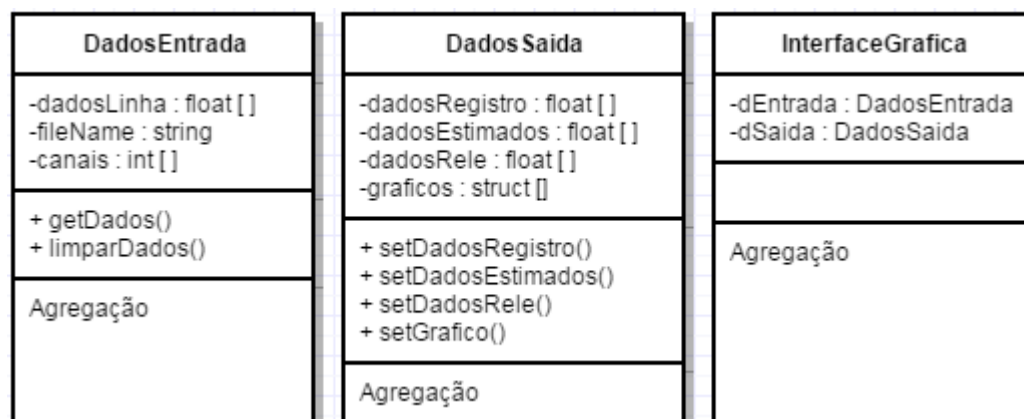 DadosEntrada
-dadosLinha : float [ ]
-fileName : string
-canais : int [ ]
+ getDados()
+ limparDados()
Agregação
DadosSaida
-dadosRegistro : float [ ]
-dadosEstimados : float [ ]
-dadosRele : float [ ]
-graficos : struct []
+ setDadosRegistro()
+ setDadosEstimados()
+ setDadosRele()
+ setGrafico()
Agregação
InterfaceGrafica
-dEntrada : DadosEntrada
-dSaida : DadosSaida
Agregação